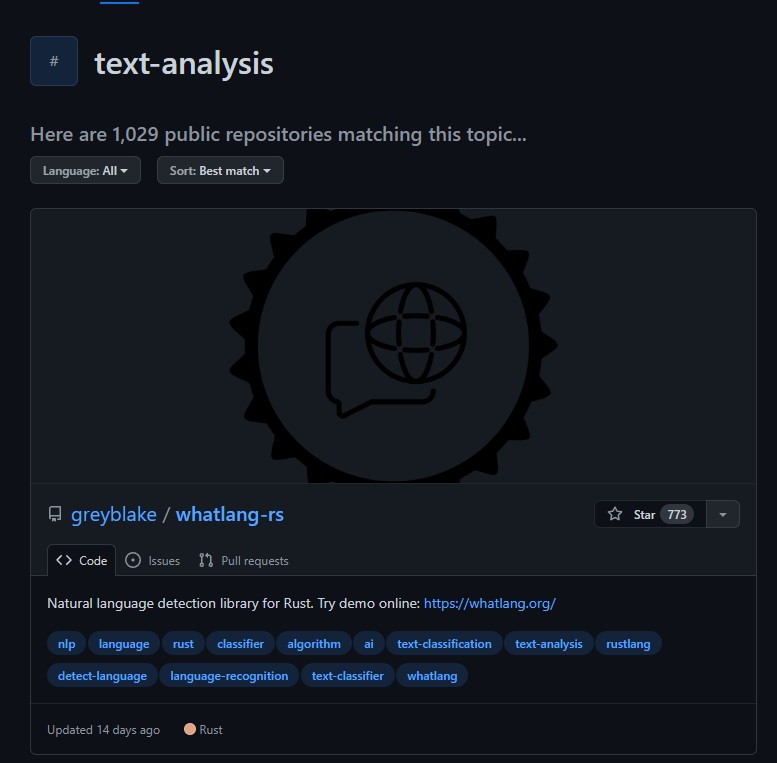 # text-analysis
Here are 1,029 public repositories matching this topic...
Language: All Sort: Best match
greyblake / whatlang-rs Star 773
Code Issues Pull requests
Natural language detection library for Rust. Try demo online: https://whatlang.org/
nlp language rust classifier algorithm ai text-classification text-analysis rustlang
detect-language language-recognition text-classifier whatlang
Updated 14 days ago Rust